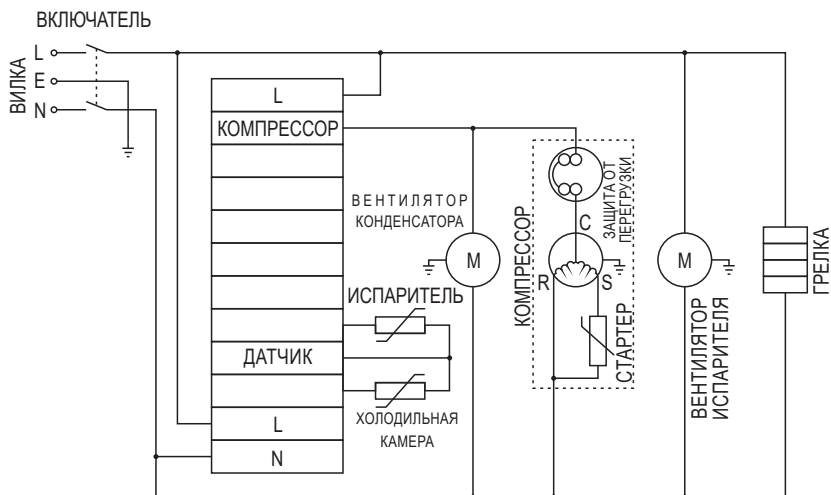 ВКЛЮЧАТЕЛЬ
ВИЛКА
L
E
N
L
КОМПРЕССОР
ВЕНТИЛЯТОР
КОНДЕНСАТОРА
M
ИСПАРИТЕЛЬ
ДАТЧИК
ХОЛОДИЛЬНАЯ
КАМЕРА
L
N
КОМПРЕССОР
ЗАЩИТА ОТ
ПЕРЕГРУЗКИ
C
R
S
СТАРТЕР
M
ВЕНТИЛЯТОР
ИСПАРИТЕЛЯ
ГРЕЛКА